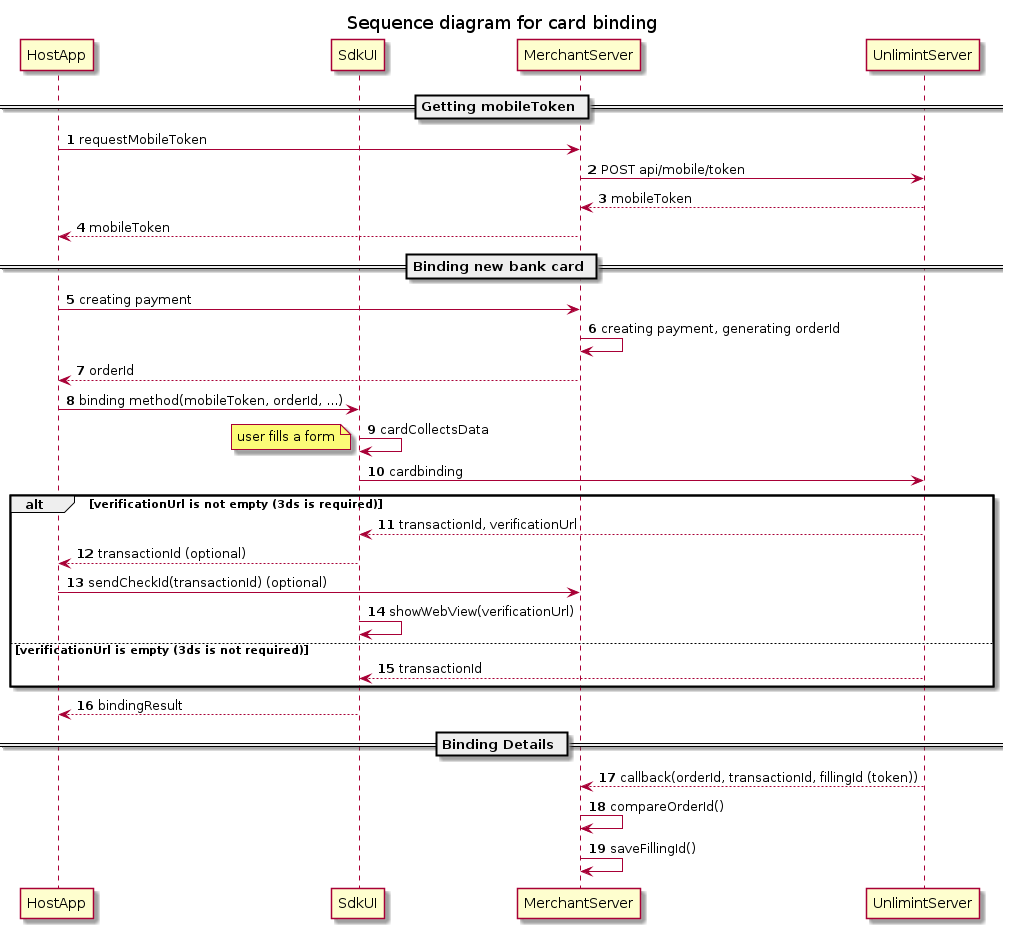 Sequence diagram for card binding
HostApp SdkUI MerchantServer UnlimintServer
Getting mobileToken
1 requestMobileToken
2 POST api/mobile/token
3 mobileToken
4 mobileToken
Binding new bank card
5 creating payment
6 creating payment, generating orderId
7 orderId
8 binding method(mobileToken, orderId, ...)
9 cardCollectsData
user fills a form
10 cardbinding
alt [verificationUrl is not empty (3ds is required)]
11 transactionId, verificationUrl
12 transactionId (optional)
13 sendCheckId(transactionId) (optional)
14 showWebView(verificationUrl)
[verificationUrl is empty (3ds is not required)]
15 transactionId
16 bindingResult
Binding Details
17 callback(orderId, transactionId, fillingId (token))
18 compareOrderId()
19 saveFillingId()
HostApp SdkUI MerchantServer UnlimintServer